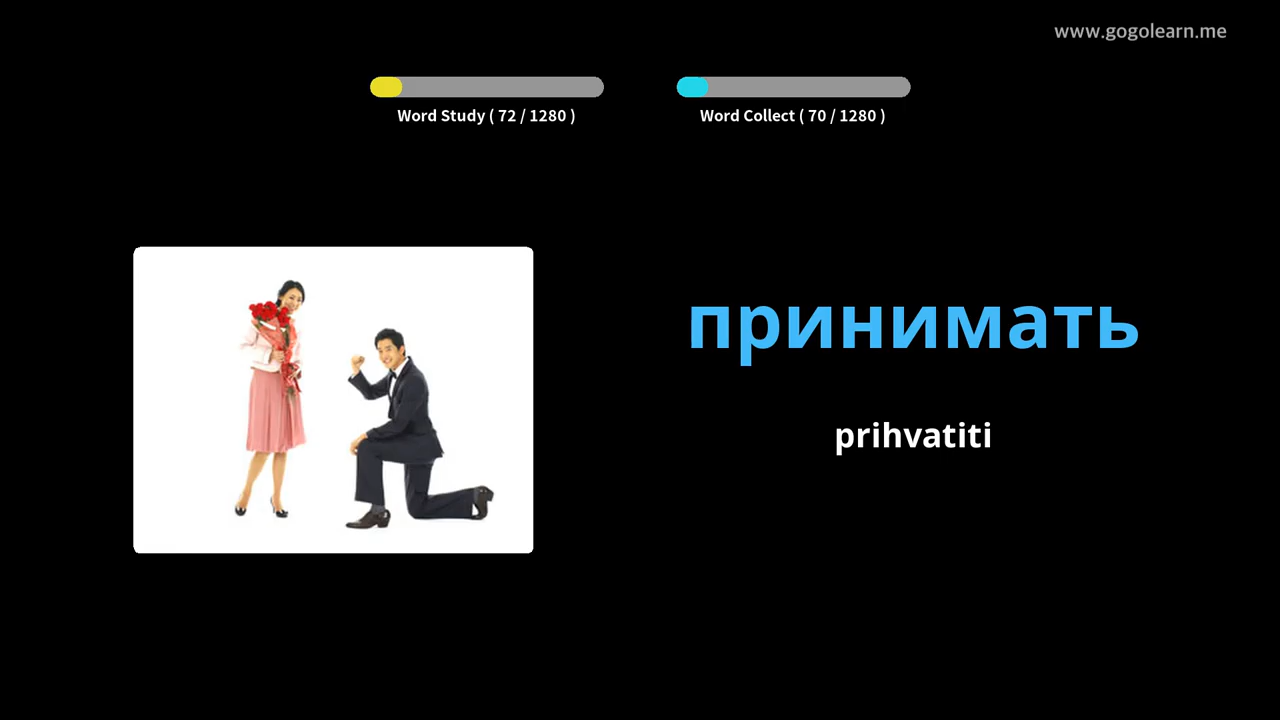 www.gogolearn.me
Word Study ( 72 / 1280 )
Word Collect ( 70 / 1280 )
принимать
prihvatiti